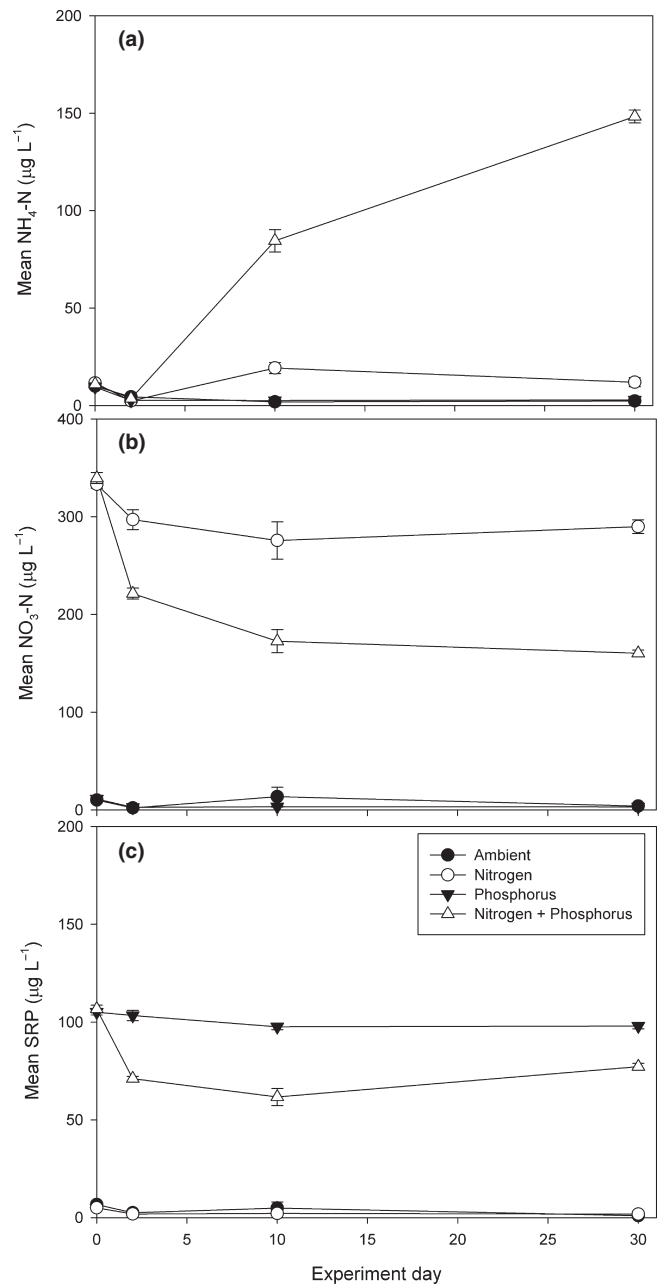 (a)
200
150
100
50
0
Mean NH₄-N (µg L⁻¹)
(b)
400
300
200
100
0
Mean NO₃-N (µg L⁻¹)
(c)
200
150
100
50
0
Mean SRP (µg L⁻¹)
Ambient
Nitrogen
Phosphorus
Nitrogen + Phosphorus
0 5 10 15 20 25 30
Experiment day